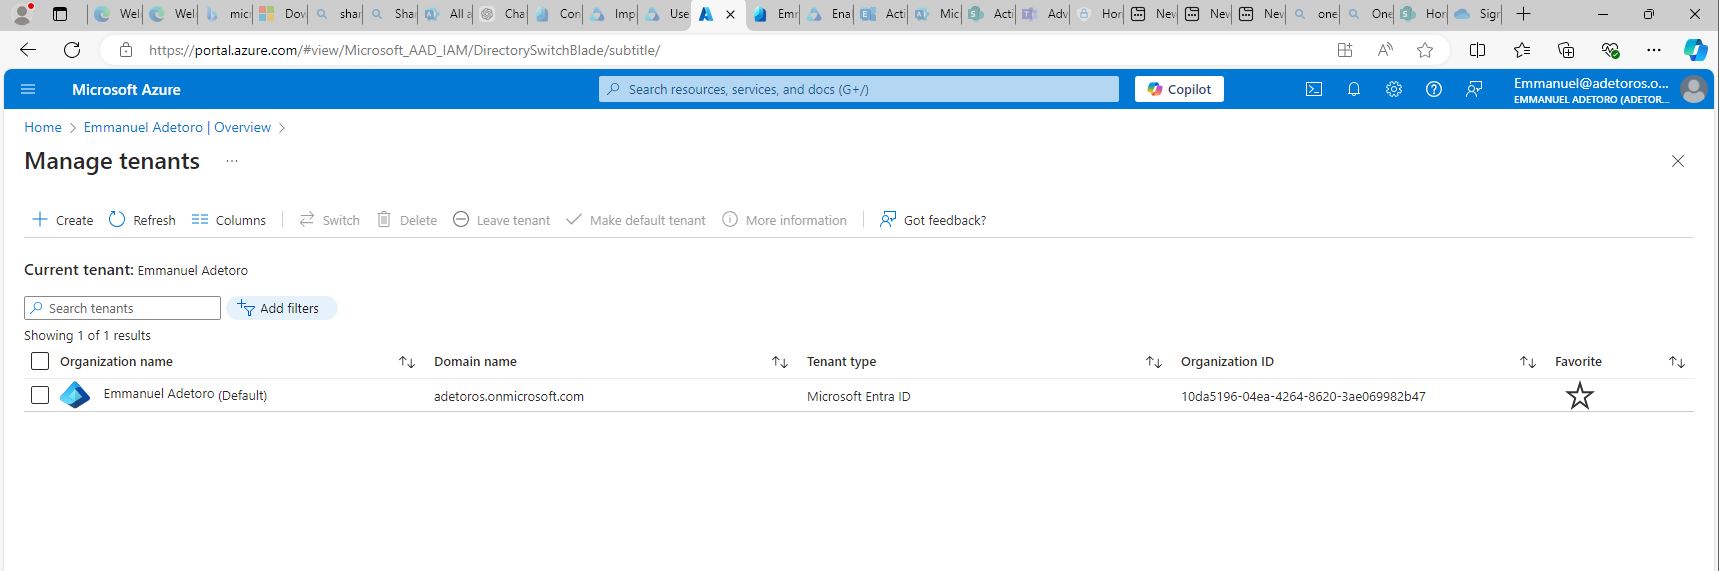 Wel
Wel
micr
Dov
shar
Shar
All a
Cha
Con
Imp
Use
Emr
Ena
Acti
Mic
Acti
Adv
Hor
Nev
Nev
Nev
one
One
Hor
Sigr
https://portal.azure.com/#view/Microsoft_AAD_IAM/DirectorySwitchBlade/subtitle/
Microsoft Azure
Search resources, services, and docs (G+/)
Copilot
Emmanuel@adetoros.o...
EMMANUEL ADETORO (ADETOR...
Home > Emmanuel Adetoro | Overview >
Manage tenants ...
Create Refresh Columns Switch Delete Leave tenant Make default tenant More information Got feedback?
Current tenant: Emmanuel Adetoro
Search tenants Add filters
Showing 1 of 1 results
Organization name Domain name Tenant type Organization ID Favorite
Emmanuel Adetoro (Default) adetoros.onmicrosoft.com Microsoft Entra ID 10da5196-04ea-4264-8620-3ae069982b47